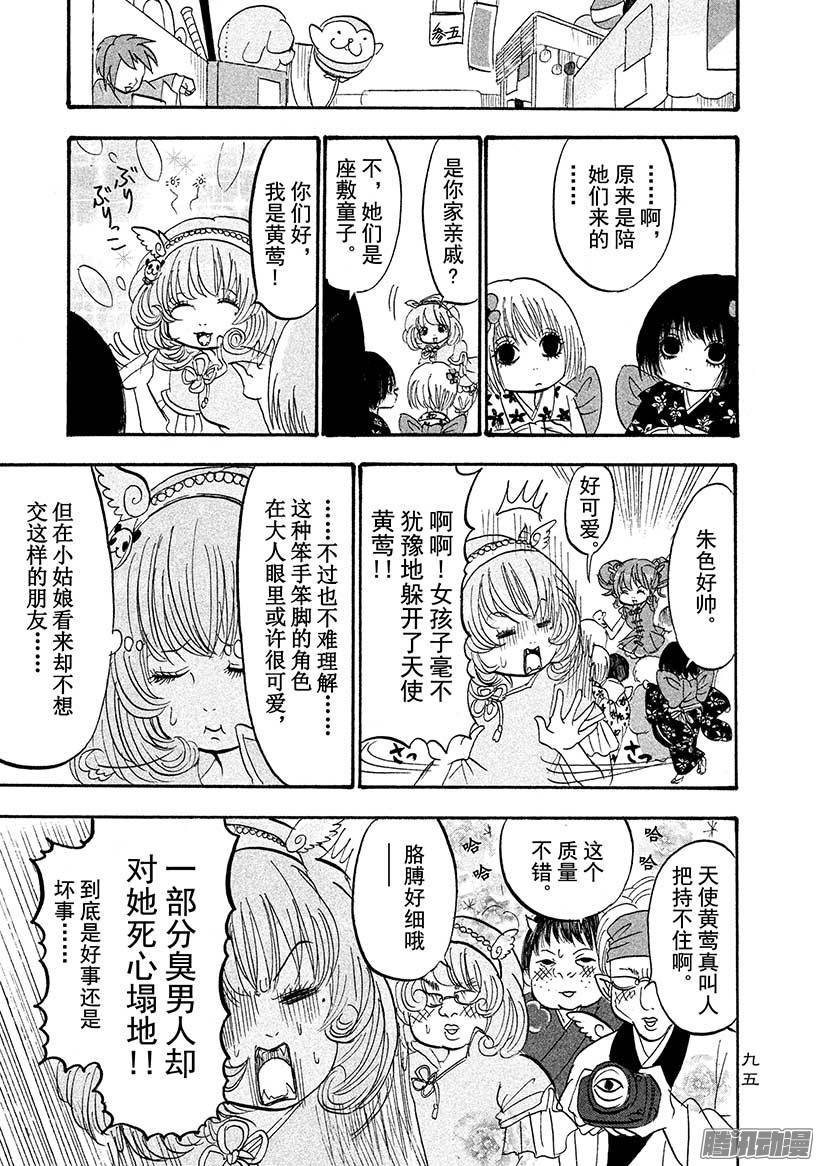 参五
……啊，
原来是陪
她们来的
……
是你家亲
戚？
不，她们是
座敷童子。
你们好，
我是黄莺！
ぶりぶりっこ
朱色好帅。
好可爱。
啊啊！女孩子毫不
犹豫地躲开了天使
黄莺！！
さっ
さっ
……不过也不难理解……
这种笨手笨脚的角色
在大人眼里或许很可爱，
但在小姑娘看来却不想
交这样的朋友……
天使黄莺真叫人
把持不住啊。
这个
质量
不错。
哈哈
哈哈
胳膊好细哦
——
一部分臭男人却
对她死心塌地！！
到底是好事还是
坏事……
九五
腾讯动漫